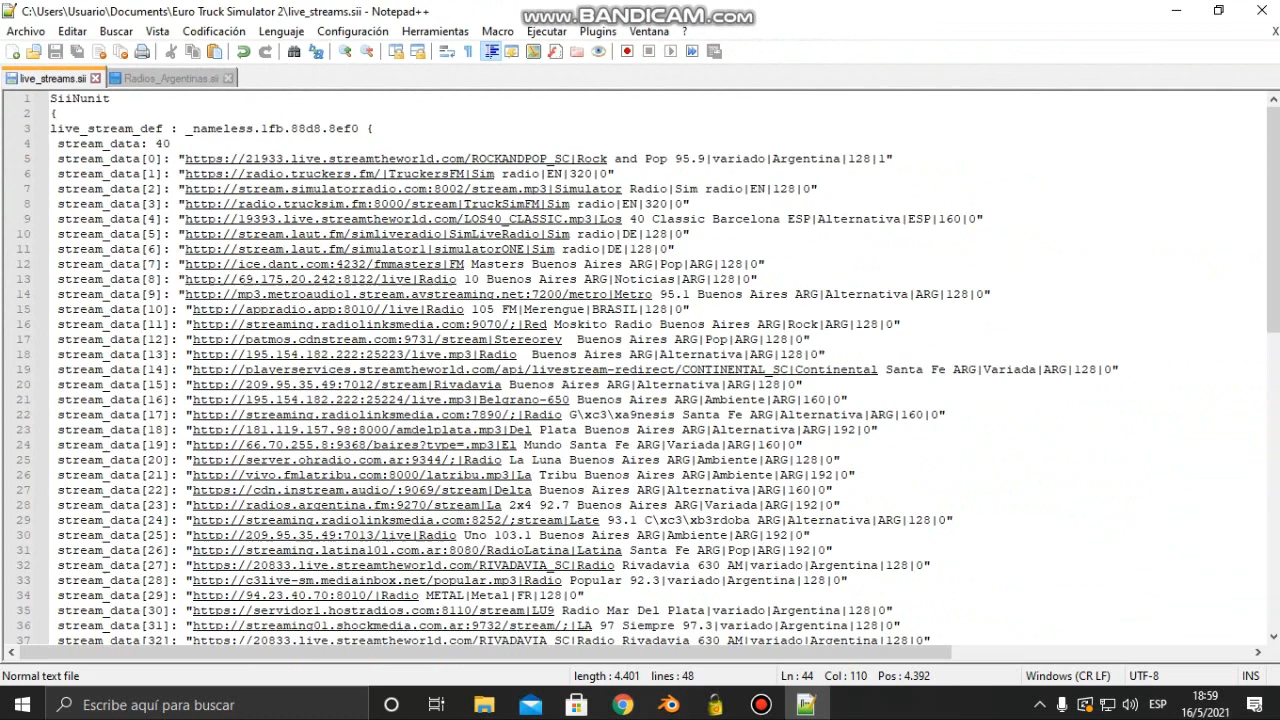 C:\Users\Usuario\Documents\Euro Truck Simulator 2\live_streams.sii - Notepad++
www.BANDICAM.com
Archivo Editar Buscar Vista Codificación Lenguaje Configuración Herramientas Macro Ejecutar Plugins Ventana ? X
live_streams.sii Radios_Argentinas.sii
1 SiiNunit
2 {
3 live_stream_def : _nameless.1fb.88d8.8ef0 {
4 stream_data: 40
5 stream_data[0]: "https://21933.live.streamtheworld.com/ROCKANDPOP_SC|Rock and Pop 95.9|variado|Argentina|128|1"
6 stream_data[1]: "https://radio.truckers.fm/|TruckersFM|Sim radio|EN|320|0"
7 stream_data[2]: "http://stream.simulatorradio.com:8002/stream.mp3|Simulator Radio|Sim radio|EN|128|0"
8 stream_data[3]: "http://radio.trucksim.fm:8000/stream|TruckSimFM|Sim radio|EN|320|0"
9 stream_data[4]: "http://19393.live.streamtheworld.com/LOS40_CLASSIC.mp3|Los 40 Classic Barcelona ESP|Alternativa|ESP|160|0"
10 stream_data[5]: "http://stream.laut.fm/simliveradio|SimLiveRadio|Sim radio|DE|128|0"
11 stream_data[6]: "http://stream.laut.fm/simulator1|simulatorONE|Sim radio|DE|128|0"
12 stream_data[7]: "http://ice.dant.com:4232/fmmasters|FM Masters Buenos Aires ARG|Pop|ARG|128|0"
13 stream_data[8]: "http://69.175.20.242:8122/live|Radio 10 Buenos Aires ARG|Noticias|ARG|128|0"
14 stream_data[9]: "http://mp3.metroaudio1.stream.avstreaming.net:7200/metro|Metro 95.1 Buenos Aires ARG|Alternativa|ARG|128|0"
15 stream_data[10]: "http://appradio.app:8010//live|Radio 105 FM|Merengue|BRASIL|128|0"
16 stream_data[11]: "http://streaming.radiolinksmedia.com:9070/;|Red Moskito Radio Buenos Aires ARG|Rock|ARG|128|0"
17 stream_data[12]: "http://patmos.cdnstream.com:9731/stream|Stereorey  Buenos Aires ARG|Pop|ARG|128|0"
18 stream_data[13]: "http://195.154.182.222:25223/live.mp3|Radio  Buenos Aires ARG|Alternativa|ARG|128|0"
19 stream_data[14]: "http://playerservices.streamtheworld.com/api/livestream-redirect/CONTINENTAL_SC|Continental Santa Fe ARG|Variada|ARG|128|0"
20 stream_data[15]: "http://209.95.35.49:7012/stream|Rivadavia Buenos Aires ARG|Alternativa|ARG|128|0"
21 stream_data[16]: "http://195.154.182.222:25224/live.mp3|Belgrano-650 Buenos Aires ARG|Ambiente|ARG|160|0"
22 stream_data[17]: "http://streaming.radiolinksmedia.com:7890/;|Radio G\xc3\xa9nesis Santa Fe ARG|Alternativa|ARG|160|0"
23 stream_data[18]: "http://181.119.157.98:8000/amdelplata.mp3|Del Plata Buenos Aires ARG|Alternativa|ARG|192|0"
24 stream_data[19]: "http://66.70.255.8:9368/baires?type=.mp3|El Mundo Santa Fe ARG|Variada|ARG|160|0"
25 stream_data[20]: "http://server.ohradio.com.ar:9344/;|Radio La Luna Buenos Aires ARG|Ambiente|ARG|128|0"
26 stream_data[21]: "http://vivo.fmlatribu.com:8000/latribu.mp3|La Tribu Buenos Aires ARG|Ambiente|ARG|192|0"
27 stream_data[22]: "https://cdn.instream.audio/:9069/stream|Delta Buenos Aires ARG|Alternativa|ARG|160|0"
28 stream_data[23]: "http://radios.argentina.fm:9270/stream|La 2x4 92.7 Buenos Aires ARG|Variada|ARG|192|0"
29 stream_data[24]: "http://streaming.radiolinksmedia.com:8252/;stream|Late 93.1 C\xc3\xb3rdoba ARG|Alternativa|ARG|128|0"
30 stream_data[25]: "http://209.95.35.49:7013/live|Radio Uno 103.1 Buenos Aires ARG|Ambiente|ARG|192|0"
31 stream_data[26]: "http://streaming.latina101.com.ar:8080/RadioLatina|Latina Santa Fe ARG|Pop|ARG|192|0"
32 stream_data[27]: "https://20833.live.streamtheworld.com/RIVADAVIA_SC|Radio Rivadavia 630 AM|variado|Argentina|128|0"
33 stream_data[28]: "http://c3live-sm.mediainbox.net/popular.mp3|Radio Popular 92.3|variado|Argentina|128|0"
34 stream_data[29]: "http://94.23.40.70:8010/|Radio METAL|Metal|FR|128|0"
35 stream_data[30]: "https://servidor1.hostradios.com:8110/stream|LU9 Radio Mar Del Plata|variado|Argentina|128|0"
36 stream_data[31]: "http://streaming01.shockmedia.com.ar:9732/stream/;|LA 97 Siempre 97.3|variado|Argentina|128|0"
37 stream_data[32]: "https://20833.live.streamtheworld.com/RIVADAVIA_SC|Radio Rivadavia 630 AM|variado|Argentina|128|0"
Normal text file length : 4.401 lines : 48 Ln : 44 Col : 110 Pos : 4.392 Windows (CR LF) UTF-8 INS
Escribe aquí para buscar ESP 18:59
16/5/2021